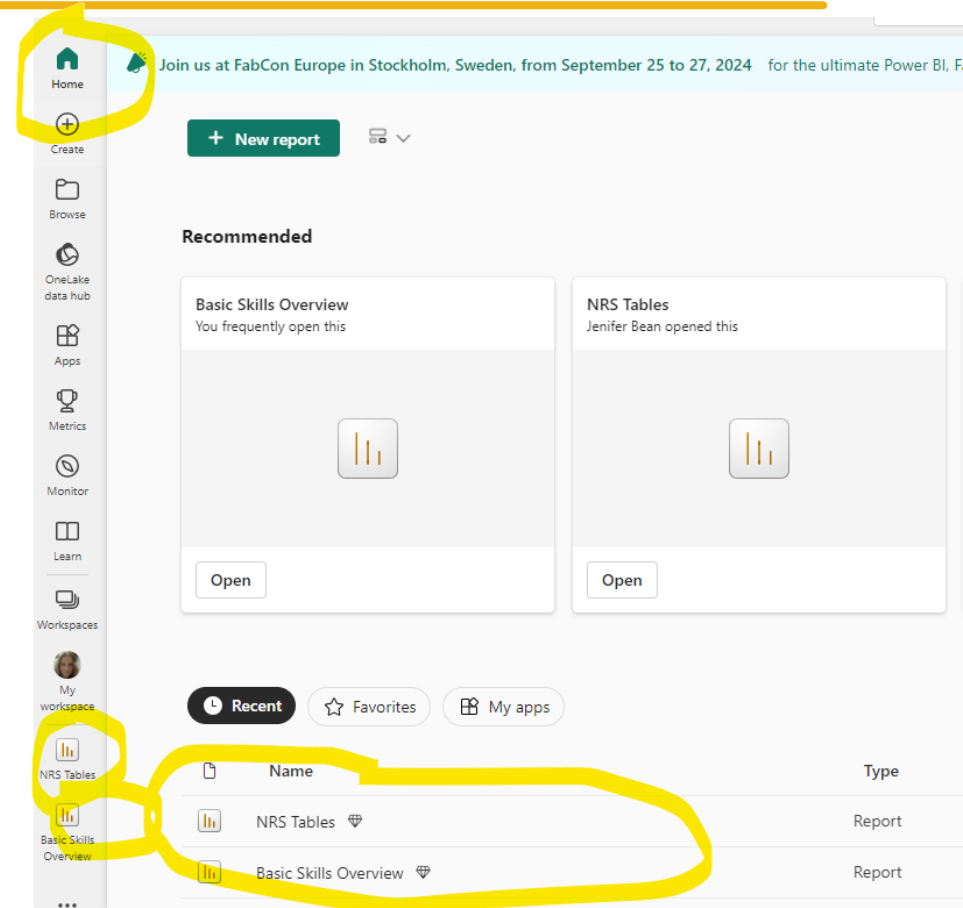 Join us at FabCon Europe in Stockholm, Sweden, from September 25 to 27, 2024 for the ultimate Power BI,
Home
Create
Browse
OneLake
data hub
Apps
Metrics
Monitor
Learn
Workspaces
My
workspace
NRS Tables
Basic Skills
Overview
+ New report
Recommended
Basic Skills Overview
You frequently open this
Open
NRS Tables
Jenifer Bean opened this
Open
Recent
Favorites
My apps
Name
Type
NRS Tables
Report
Basic Skills Overview
Report